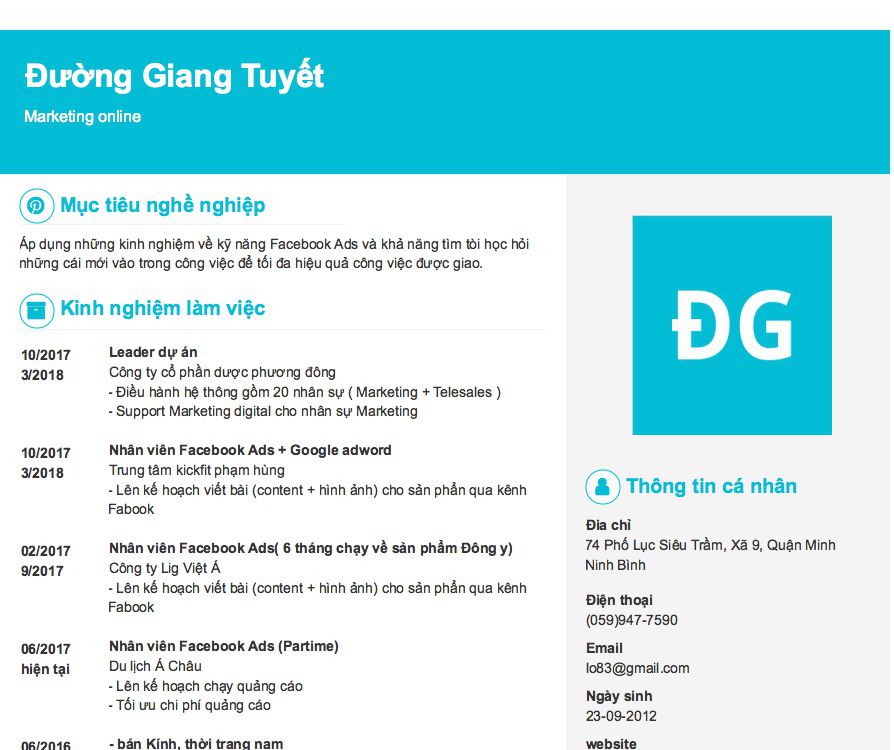 Đường Giang Tuyết
Marketing online
Mục tiêu nghề nghiệp
Áp dụng những kinh nghiệm về kỹ năng Facebook Ads và khả năng tìm tòi học hỏi
những cái mới vào trong công việc để tối đa hiệu quả công việc được giao.
Kinh nghiệm làm việc
10/2017
3/2018
Leader dự án
Công ty cổ phần dược phương đông
- Điều hành hệ thông gồm 20 nhân sự ( Marketing + Telesales )
- Support Marketing digital cho nhân sự Marketing
10/2017
3/2018
Nhân viên Facebook Ads + Google adword
Trung tâm kickfit phạm hùng
- Lên kế hoạch viết bài (content + hình ảnh) cho sản phẩn qua kênh
Fabook
02/2017
9/2017
Nhân viên Facebook Ads( 6 tháng chạy về sản phẩm Đông y)
Công ty Lig Việt Á
- Lên kế hoạch viết bài (content + hình ảnh) cho sản phẩn qua kênh
Fabook
06/2017
hiện tại
Nhân viên Facebook Ads (Partime)
Du lịch Á Châu
- Lên kế hoạch chạy quảng cáo
- Tối ưu chi phí quảng cáo
06/2016
- bán Kính, thời trang nam
ĐG
Thông tin cá nhân
Địa chỉ
74 Phố Lục Siêu Trầm, Xã 9, Quận Minh
Ninh Bình
Điện thoại
(059)947-7590
Email
lo83@gmail.com
Ngày sinh
23-09-2012
website